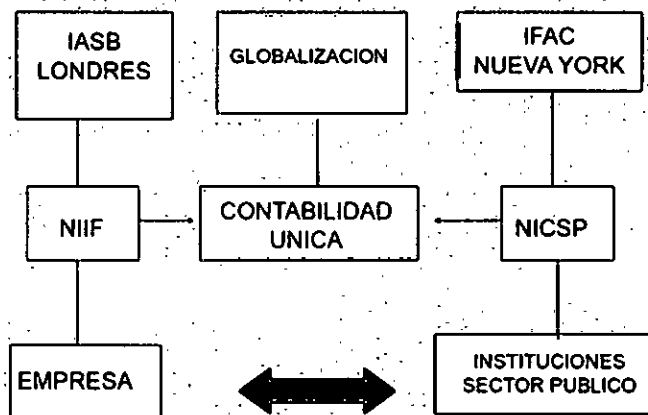 IASB
LONDRES
GLOBALIZACION
IFAC
NUEVA YORK
NIIF
CONTABILIDAD
UNICA
NICSP
EMPRESA
INSTITUCIONES
SECTOR PUBLICO